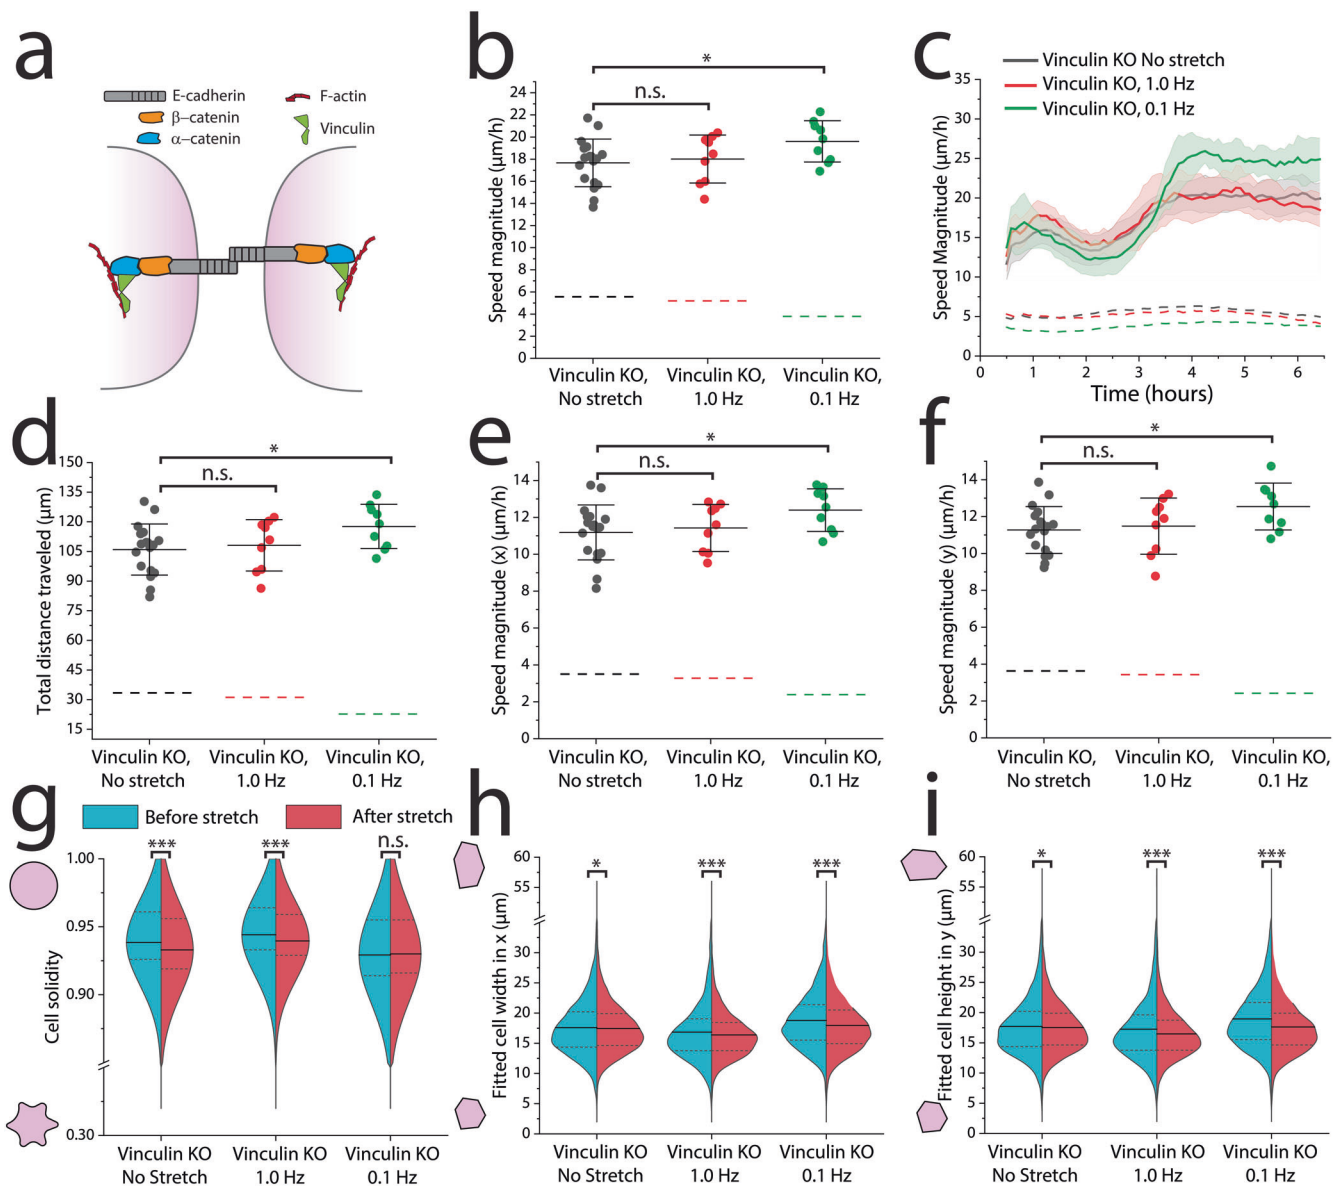 a
E-cadherin
β-catenin
α-catenin
F-actin
Vinculin
b
Speed magnitude (μm/h)
24
22
20
18
16
14
12
10
8
6
4
2
0
*
n.s.
Vinculin KO,
No stretch
Vinculin KO,
1.0 Hz
Vinculin KO,
0.1 Hz
c
Vinculin KO No stretch
Vinculin KO, 1.0 Hz
Vinculin KO, 0.1 Hz
Speed Magnitude (μm/h)
35
30
25
20
15
10
5
0
0 1 2 3 4 5 6
Time (hours)
d
Total distance traveled (μm)
150
135
120
105
90
75
60
45
30
15
*
n.s.
Vinculin KO,
No stretch
Vinculin KO,
1.0 Hz
Vinculin KO,
0.1 Hz
e
Speed magnitude (x) (μm/h)
14
12
10
8
6
4
2
0
*
n.s.
Vinculin KO,
No stretch
Vinculin KO,
1.0 Hz
Vinculin KO,
0.1 Hz
f
Speed magnitude (y) (μm/h)
14
12
10
8
6
4
2
0
*
n.s.
Vinculin KO,
No stretch
Vinculin KO,
1.0 Hz
Vinculin KO,
0.1 Hz
g
Before stretch
After stretch
Cell solidity
1.00
0.95
0.90
0.30
***
***
n.s.
Vinculin KO
No Stretch
Vinculin KO
1.0 Hz
Vinculin KO
0.1 Hz
h
Fitted cell width in x (μm)
60
55
30
25
20
15
10
5
0
*
***
***
Vinculin KO
No Stretch
Vinculin KO
1.0 Hz
Vinculin KO
0.1 Hz
i
Fitted cell height in y (μm)
60
55
30
25
20
15
10
5
0
*
***
***
Vinculin KO
No Stretch
Vinculin KO
1.0 Hz
Vinculin KO
0.1 Hz